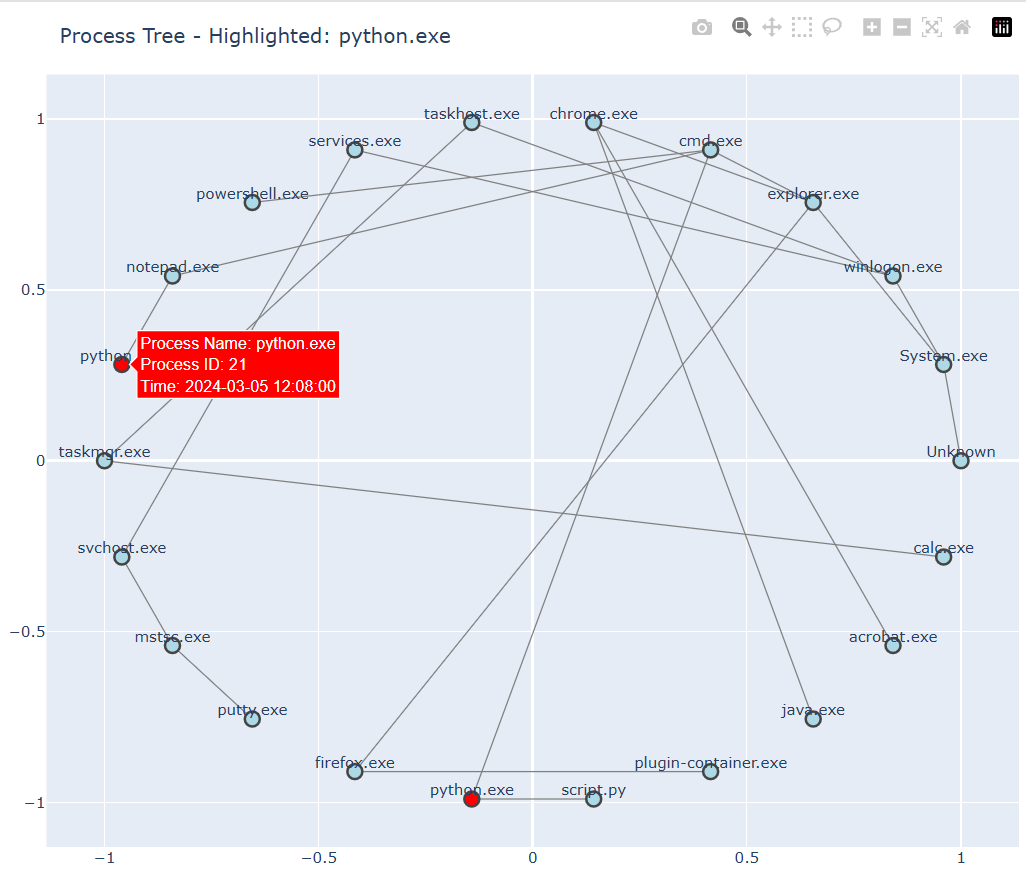 Process Tree - Highlighted: python.exe
1
taskhost.exe
chrome.exe
services.exe
cmd.exe
powershell.exe
explorer.exe
notepad.exe
winlogon.exe
0.5
Process Name: python.exe
Process ID: 21
Time: 2024-03-05 12:08:00
python
System.exe
taskmgr.exe
Unknown
0
svchost.exe
calc.exe
mstsc.exe
acrobat.exe
−0.5
putty.exe
java.exe
firefox.exe
plugin-container.exe
python.exe
script.py
−1
−1
−0.5
0
0.5
1